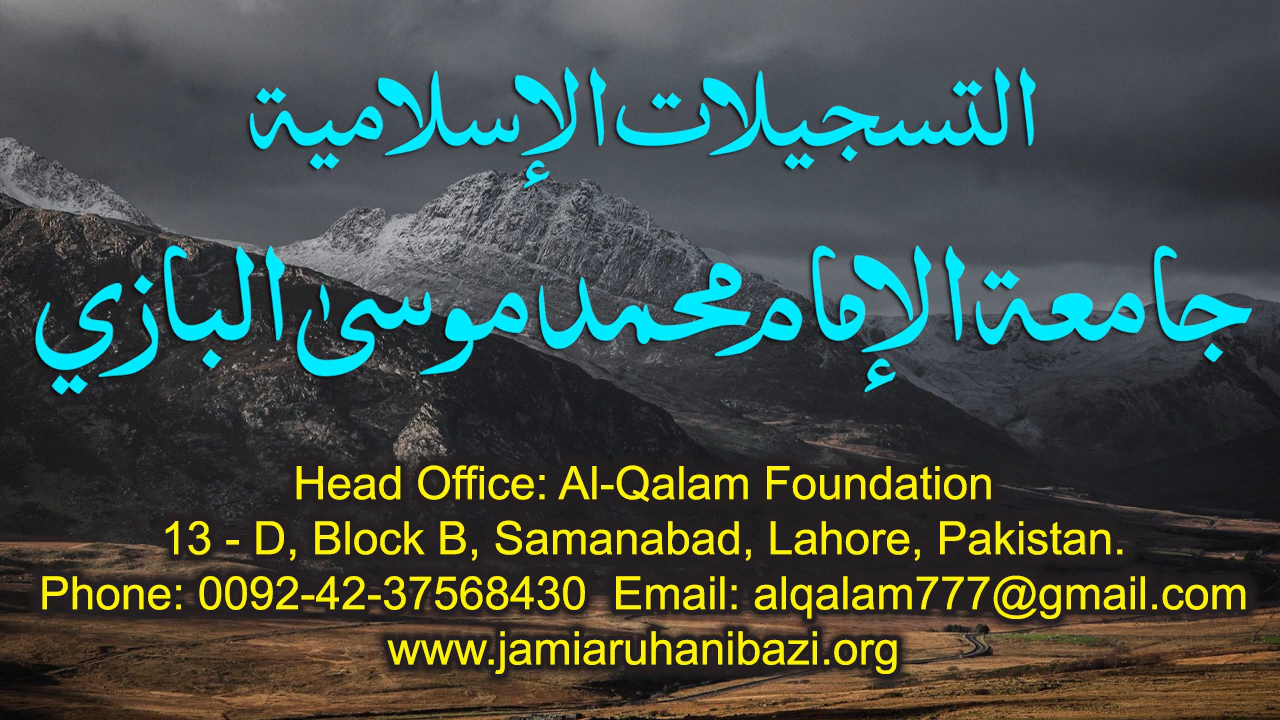 التسجيلات الإسلامية
جامعة الإمام محمد موسىٰ البازي
Head Office: Al-Qalam Foundation
13 - D, Block B, Samanabad, Lahore, Pakistan.
Phone: 0092-42-37568430 Email: alqalam777@gmail.com
www.jamiaruhanibazi.org